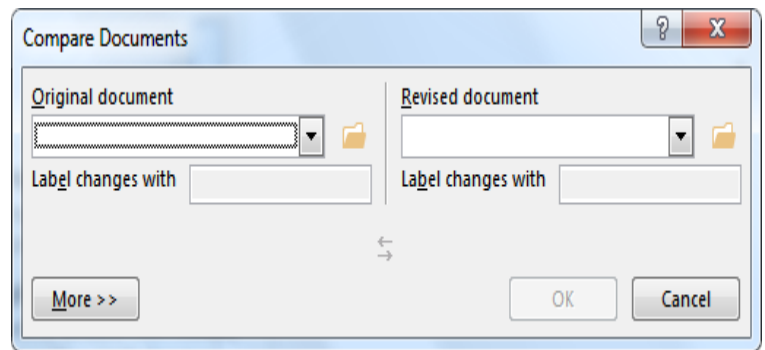 Compare Documents
Original document
Revised document
Label changes with
Label changes with
More >>
OK
Cancel